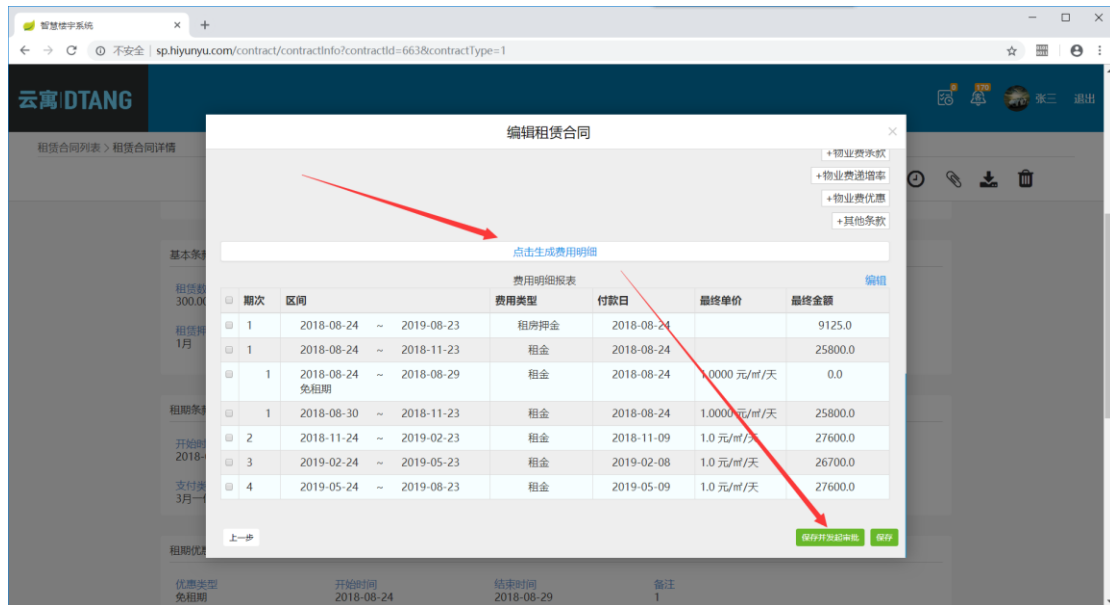 智慧楼宇系统
不安全 | sp.hiyunyu.com/contract/contractInfo?contractId=663&contractType=1
云寓 DTANG
张三 退出
租赁合同列表 > 租赁合同详情
编辑租赁合同
+物业费条款
+物业费递增率
+物业费优惠
+其他条款
点击生成费用明细
费用明细报表 编辑
期次 区间 费用类型 付款日 最终单价 最终金额
1 2018-08-24 ~ 2019-08-23 租房押金 2018-08-24 9125.0
1 2018-08-24 ~ 2018-11-23 租金 2018-08-24 25800.0
1 2018-08-24 ~ 2018-08-29 租金 2018-08-24 1.0000 元/㎡/天 0.0
免租期
1 2018-08-30 ~ 2018-11-23 租金 2018-08-24 1.0000 元/㎡/天 25800.0
2 2018-11-24 ~ 2019-02-23 租金 2018-11-09 1.0 元/㎡/天 27600.0
3 2019-02-24 ~ 2019-05-23 租金 2019-02-08 1.0 元/㎡/天 26700.0
4 2019-05-24 ~ 2019-08-23 租金 2019-05-09 1.0 元/㎡/天 27600.0
上一步 保存并发起审批 保存
基本条
租赁数
300.00
租赁押
1月
租期条
开始时
2018-
支付类
3月一
租期优
优惠类型 开始时间 结束时间 备注
免租期 2018-08-24 2018-08-29 1